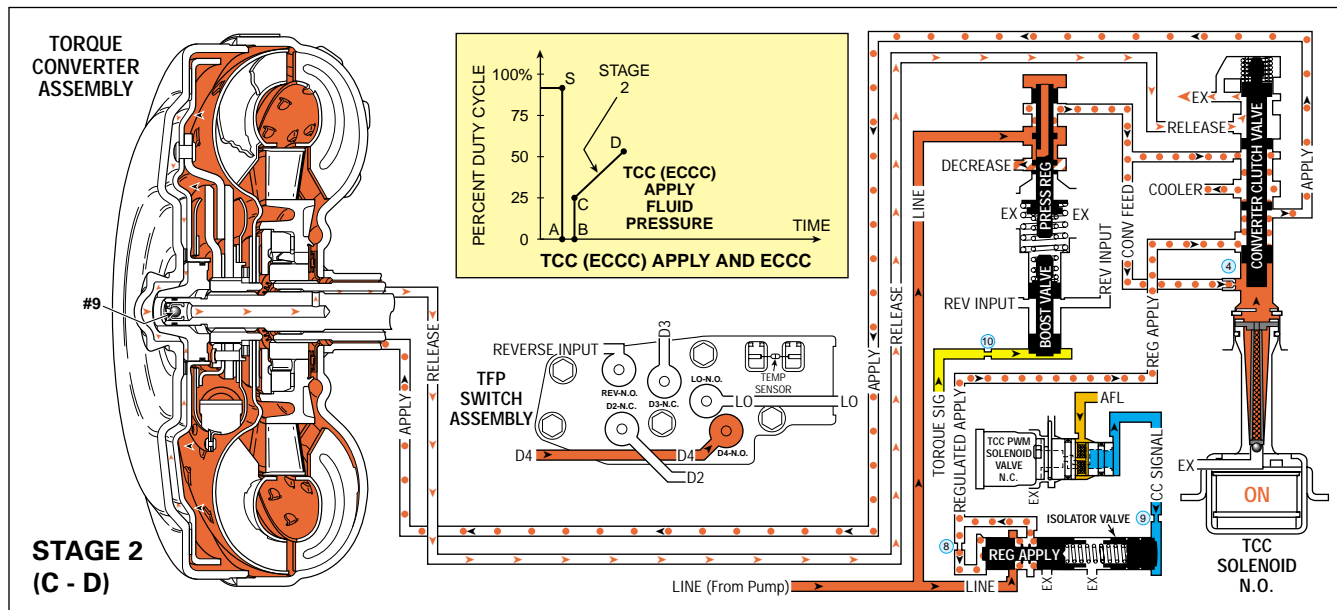 TORQUE
CONVERTER
ASSEMBLY
#9
STAGE 2
(C - D)
PERCENT DUTY CYCLE
100%
75
50
25
0
S
STAGE
2
D
C
A
B
TCC (ECCC)
APPLY
FLUID
PRESSURE
TIME
TCC (ECCC) APPLY AND ECCC
RELEASE
APPLY
REVERSE INPUT
D3
TFP
SWITCH
ASSEMBLY
REV-N.O.
D3-N.C.
LO-N.O.
D2-N.C.
D4-N.O.
TEMP
SENSOR
LO
LO
D4
D4
D2
APPLY
RELEASE
LINE
LINE (From Pump)
LINE
DECREASE
PRESS REG
EX
EX
BOOST VALVE
REV INPUT
REV INPUT
CONV FEED
10
TORQUE SIG
REGULATED APPLY
REG APPLY
AFL
TCC PWM
SOLENOID
VALVE
N.C.
EX
CC SIGNAL
ISOLATOR VALVE
9
8
REG APPLY
EX
EX
EX
RELEASE
COOLER
CONVERTER CLUTCH VALVE
APPLY
4
EX
ON
TCC
SOLENOID
N.O.